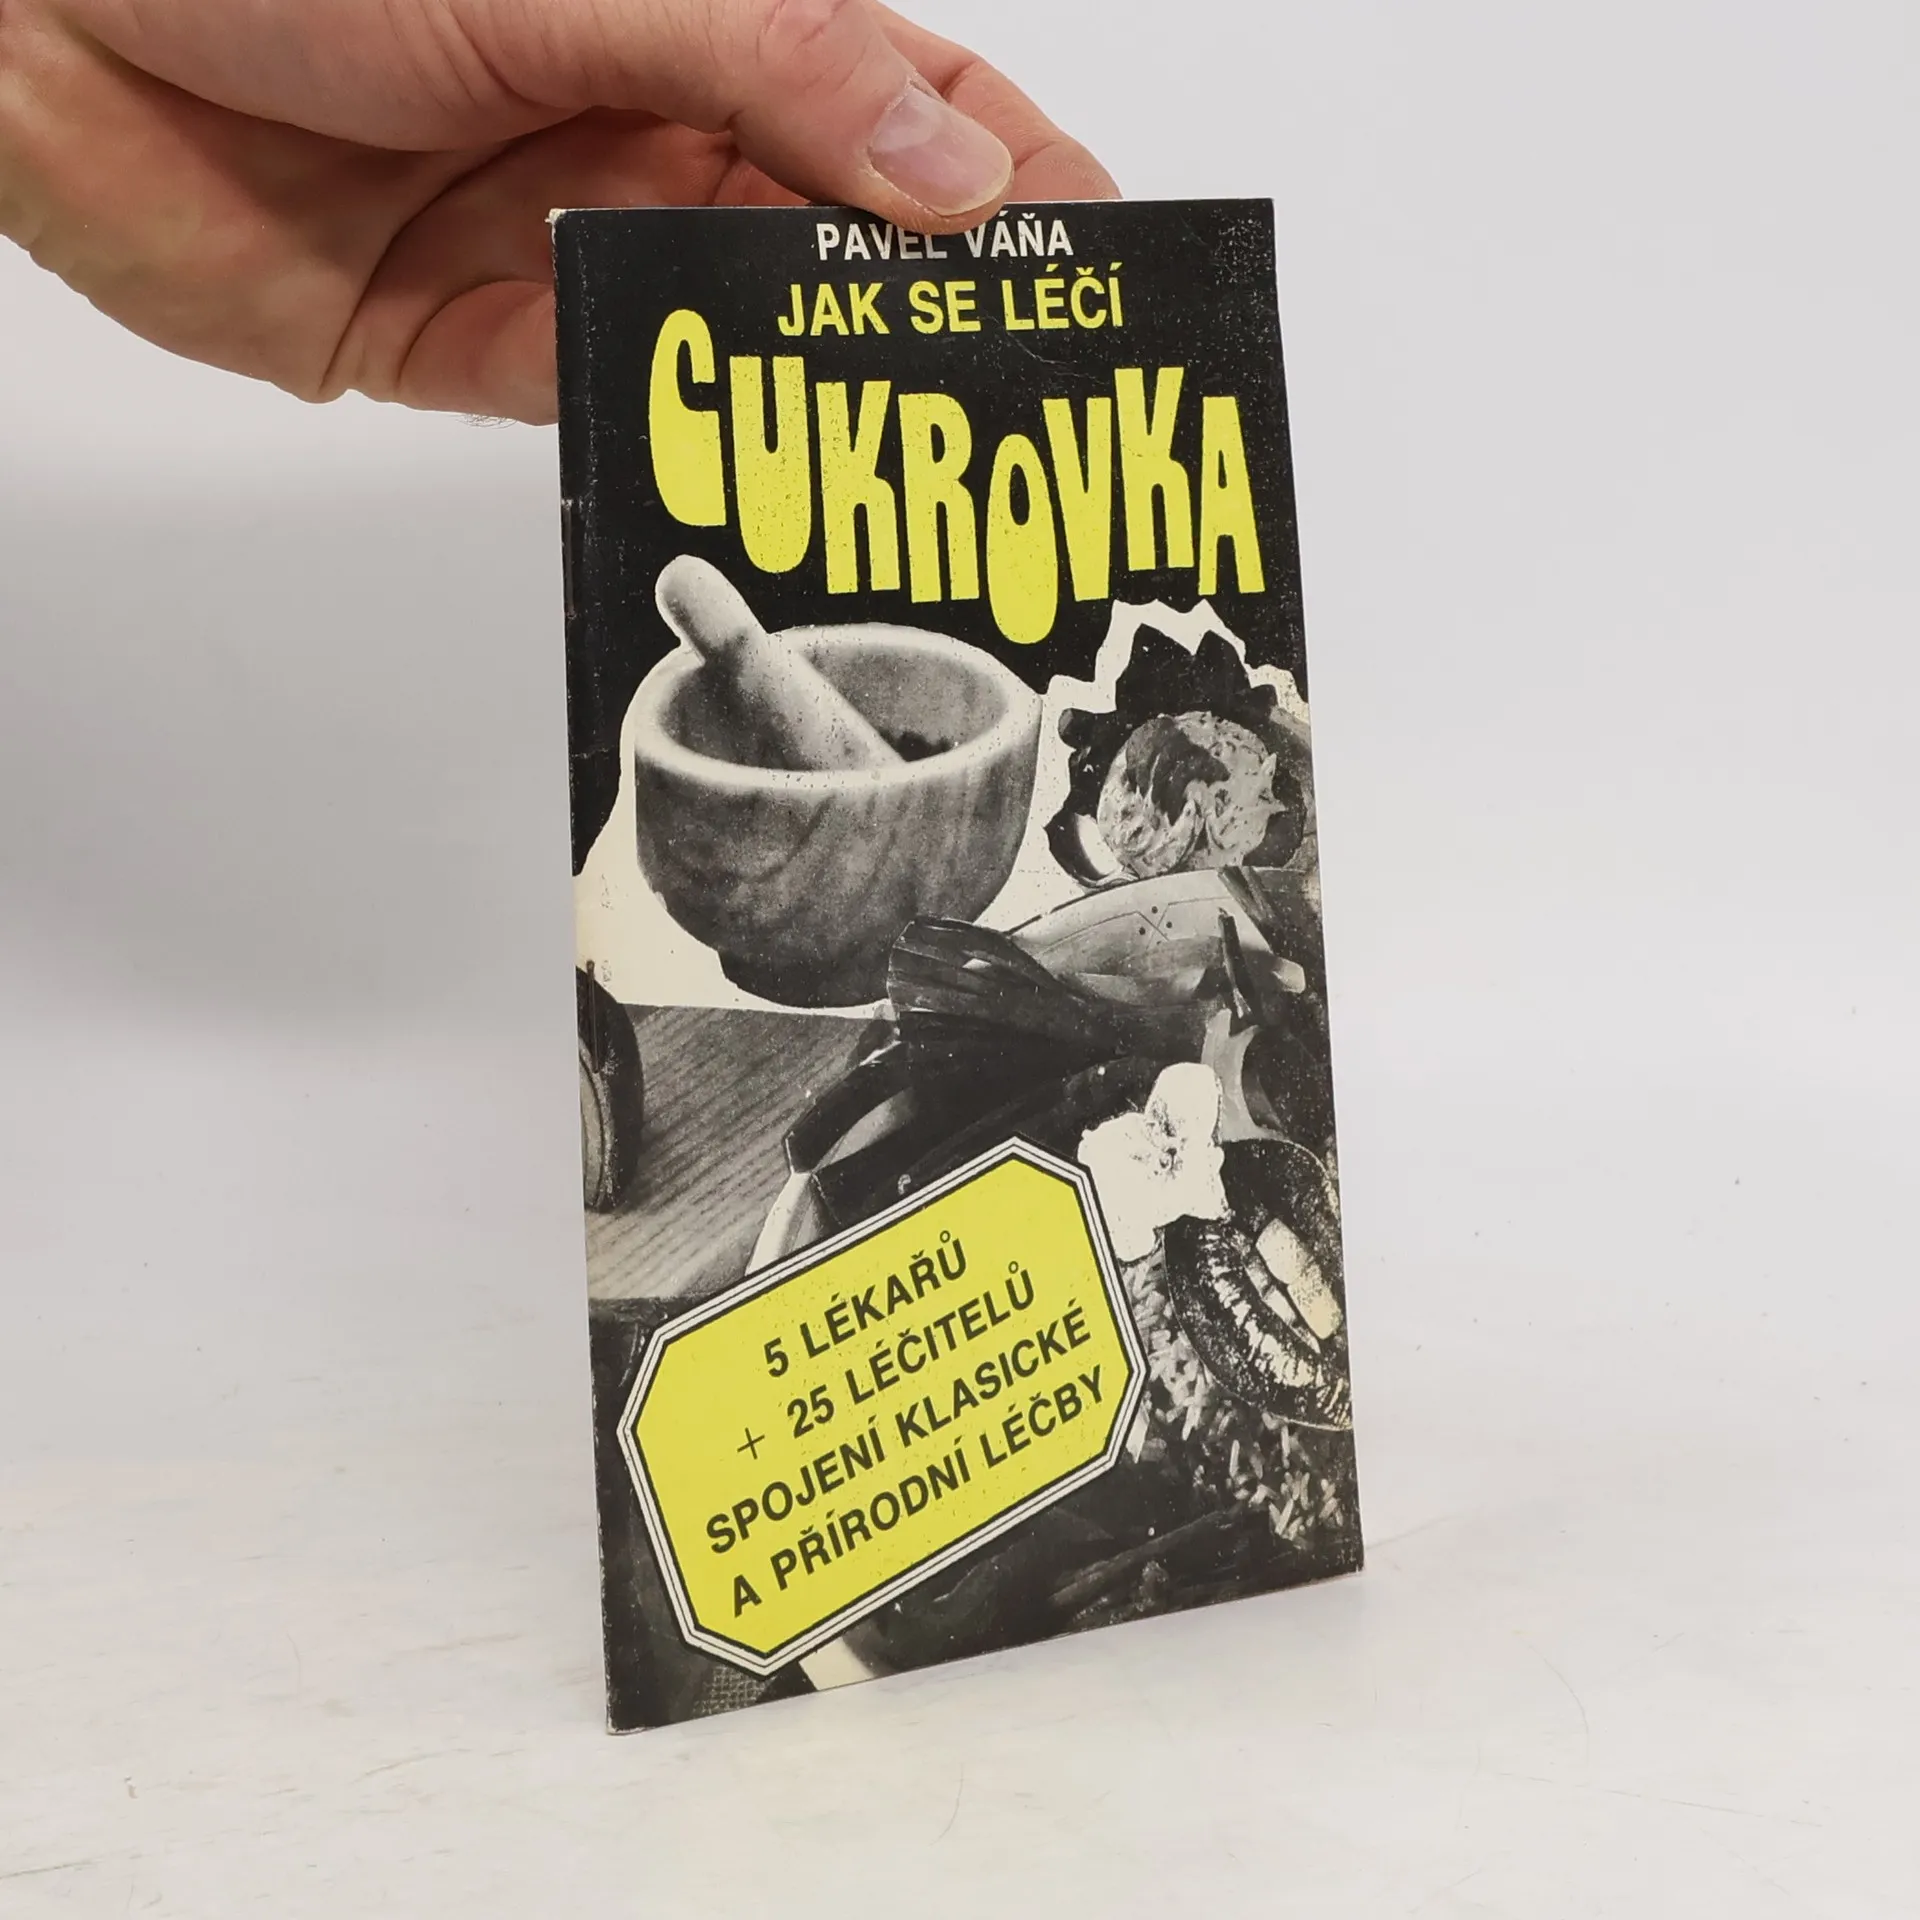 PAVEL VÁŇA
JAK SE LÉČÍ
CUKROVKA
5 LÉKAŘŮ
+ 25 LÉČITELŮ
SPOJENÍ KLASICKÉ
A PŘÍRODNÍ LÉČBY